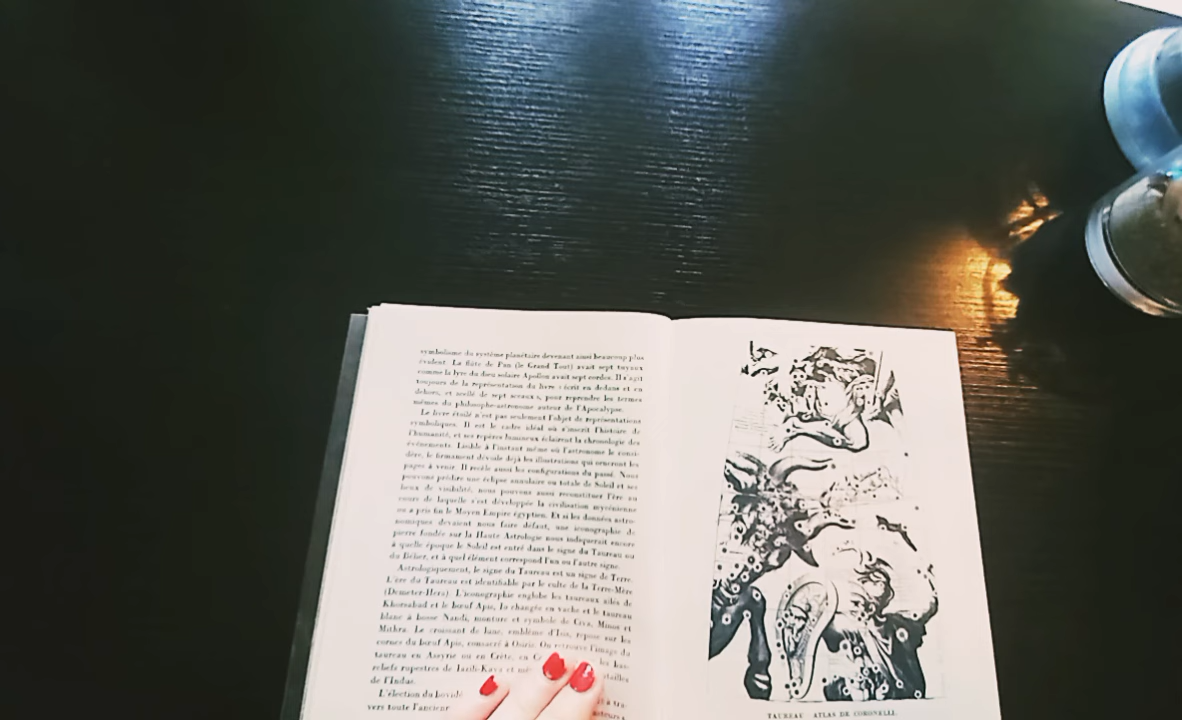 symbolisme du système planétaire devenant ainsi beaucoup plus
évident. La flûte de Pan (le Grand Tout) avait sept tuyaux
comme la lyre du dieu solaire Apollon avait sept cordes. Il s'agit
toujours de la représentation du livre « écrit en dedans et en
dehors, et scellé de sept sceaux », pour reprendre les termes
mêmes du philosophe-astronome auteur de l'Apocalypse.
Le livre étoilé n'est pas seulement l'objet de représentations
symboliques. Il est le cadre idéal où s'inscrit l'histoire de
l'humanité, et ses repères lumineux éclairent la chronologie des
événements. Lisible à l'instant même où l'astronome le consi-
dère, le firmament dévoile déjà les illustrations qui orneront les
pages à venir. Il recèle aussi les configurations du passé. Nous
pouvons prédire une éclipse annulaire ou totale de Soleil et ses
lieux de visibilité, nous pouvons aussi reconstituer l'ère au
cours de laquelle s'est développée la civilisation mycénienne
ou a pris fin le Moyen Empire égyptien. Et si les données astro-
nomiques devaient nous faire défaut, une iconographie de
pierre fondée sur la Haute Astrologie nous indiquerait encore
à quelle époque le Soleil est entré dans le signe du Taureau ou
du Bélier, et à quel élément correspond l'un ou l'autre signe.
Astrologiquement, le signe du Taureau est un signe de Terre.
L'ère du Taureau est identifiable par le culte de la Terre-Mère
(Demeter-Hera). L'iconographie englobe les taureaux ailés de
Khorsabad et le bœuf Apis, Io changée en vache et le taureau
blanc à bosse Nandi, monture et symbole de Çiva, Minos et
Mithra. Le croissant de lune, emblème d'Isis, repose sur les
cornes du bœuf Apis, consacré à Osiris. On retrouve l'image du
taureau en Assyrie ou en Crète, en les bas-
reliefs rupestres de Iazili-Kaya et
de l'Indus.
L'élection du bovidé
vers toute l'ancienne
TAUREAU - ATLAS DE CORONELLI.